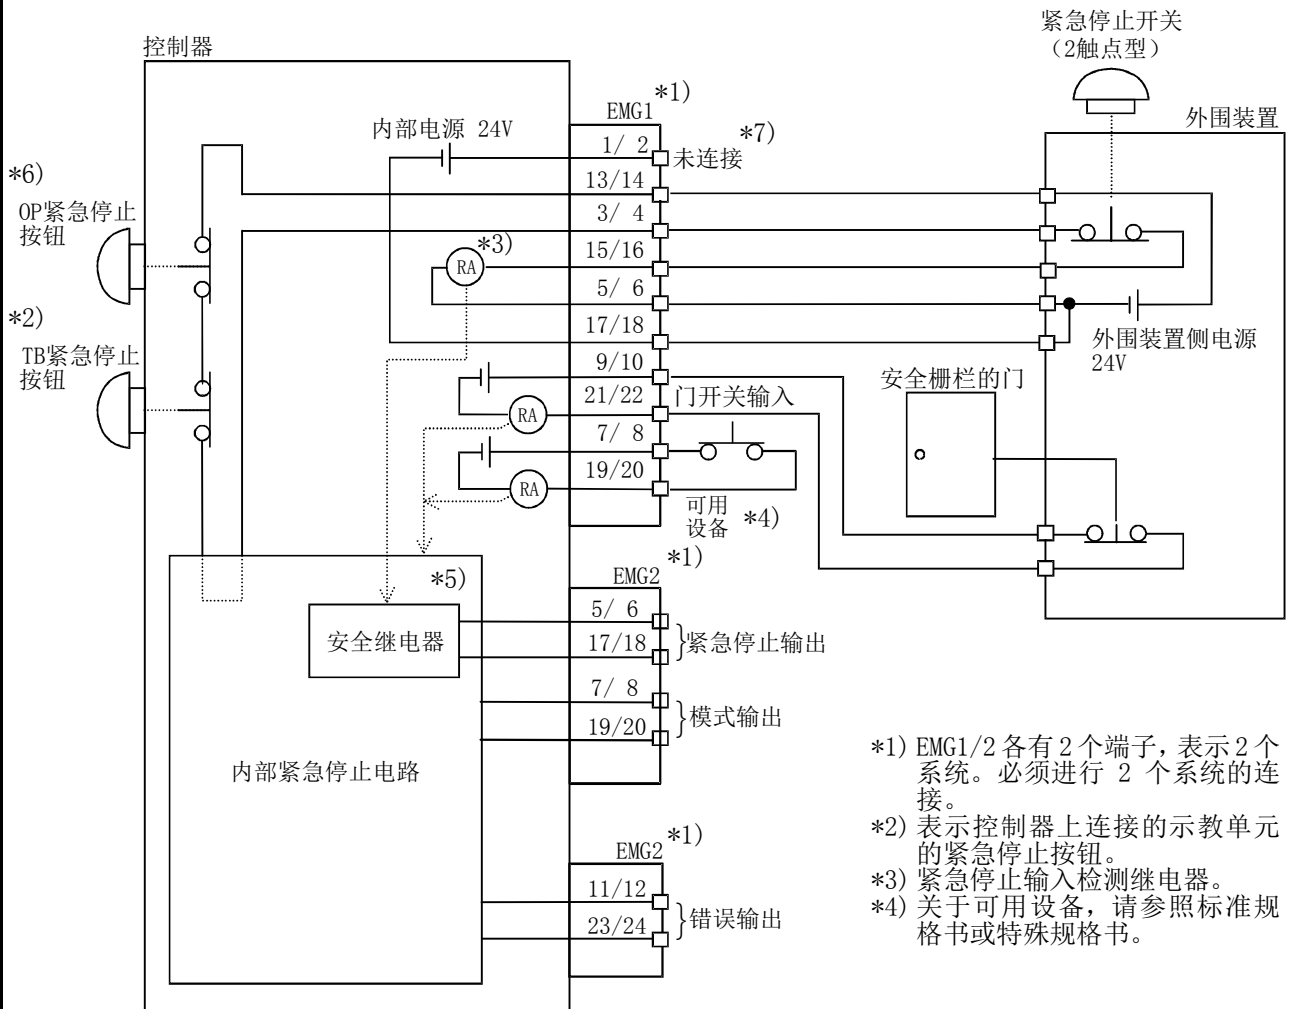 紧急停止开关
（2触点型）
控制器
*1)
EMG1
外围装置
内部电源 24V
1/ 2
*7)
未连接
*6)
13/14
OP紧急停止
按钮
3/ 4
*3)
RA
15/16
5/ 6
*2)
17/18
外围装置侧电源
24V
TB紧急停止
按钮
9/10
安全栅栏的门
21/22
门开关输入
RA
7/ 8
19/20
RA
可用
设备
*4)
*1)
*5)
EMG2
5/ 6
安全继电器
17/18
紧急停止输出
7/ 8
19/20
模式输出
内部紧急停止电路
*1)
EMG2
11/12
23/24
错误输出
*1) EMG1/2 各有 2 个端子，表示 2 个
系统。必须进行 2 个系统的连
接。
*2) 表示控制器上连接的示教单元
的紧急停止按钮。
*3) 紧急停止输入检测继电器。
*4) 关于可用设备，请参照标准规
格书或特殊规格书。